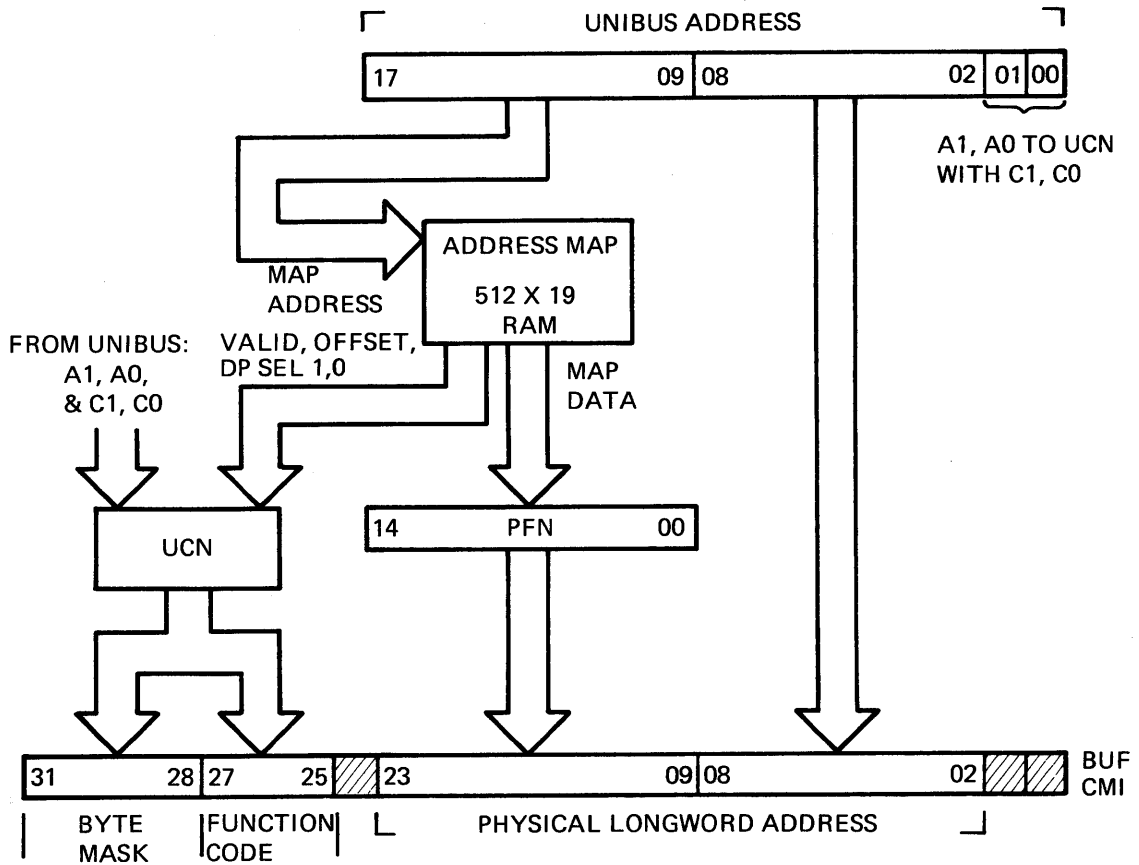 UNIBUS ADDRESS
17 09 08 02 01 00
A1, A0 TO UCN
WITH C1, C0
ADDRESS MAP
512 X 19
RAM
MAP
ADDRESS
FROM UNIBUS:
A1, A0,
& C1, C0
VALID, OFFSET,
DP SEL 1,0
MAP
DATA
UCN
14 PFN 00
31 28 27 25 23 09 08 02
BUF
CMI
BYTE
MASK
FUNCTION
CODE
PHYSICAL LONGWORD ADDRESS